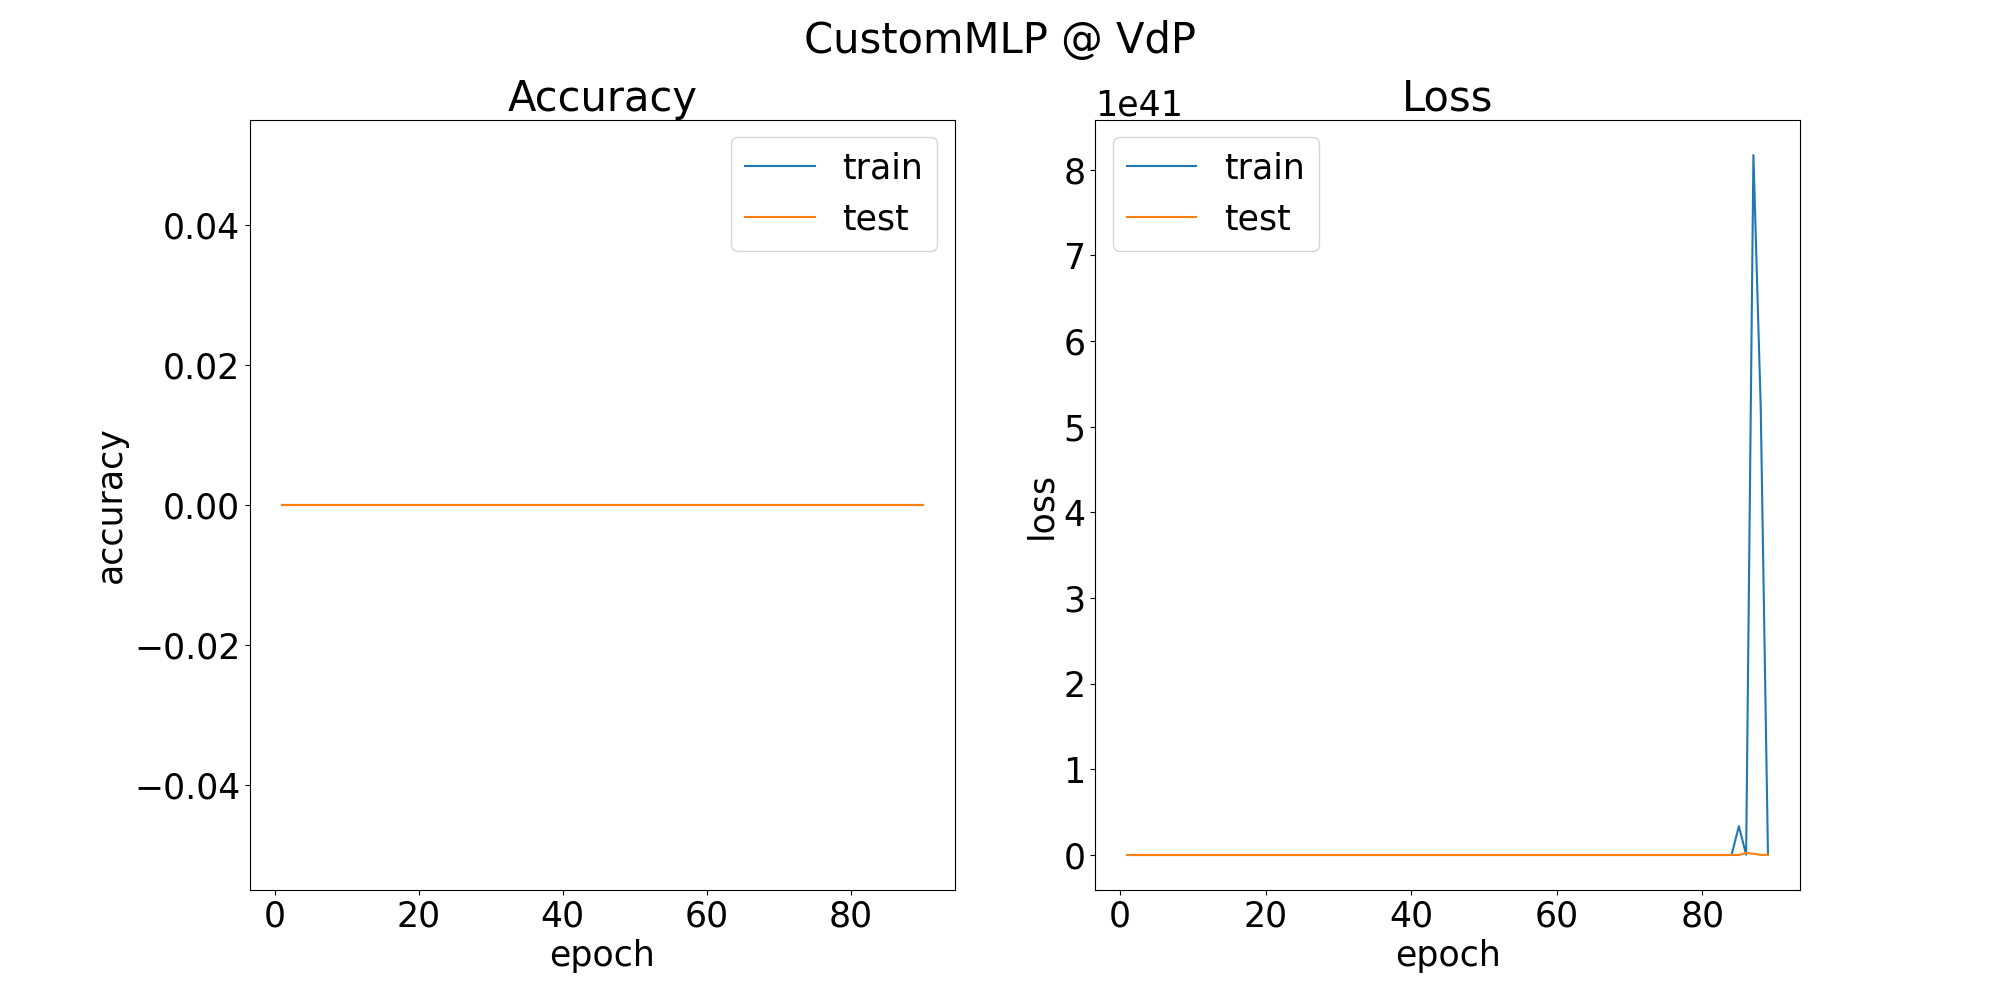 CustomMLP @ VdP
Accuracy
train
test
0.04
0.02
0.00
−0.02
−0.04
accuracy
0 20 40 60 80
epoch
Loss
1e41
train
test
8
7
6
5
4
3
2
1
0
loss
0 20 40 60 80
epoch